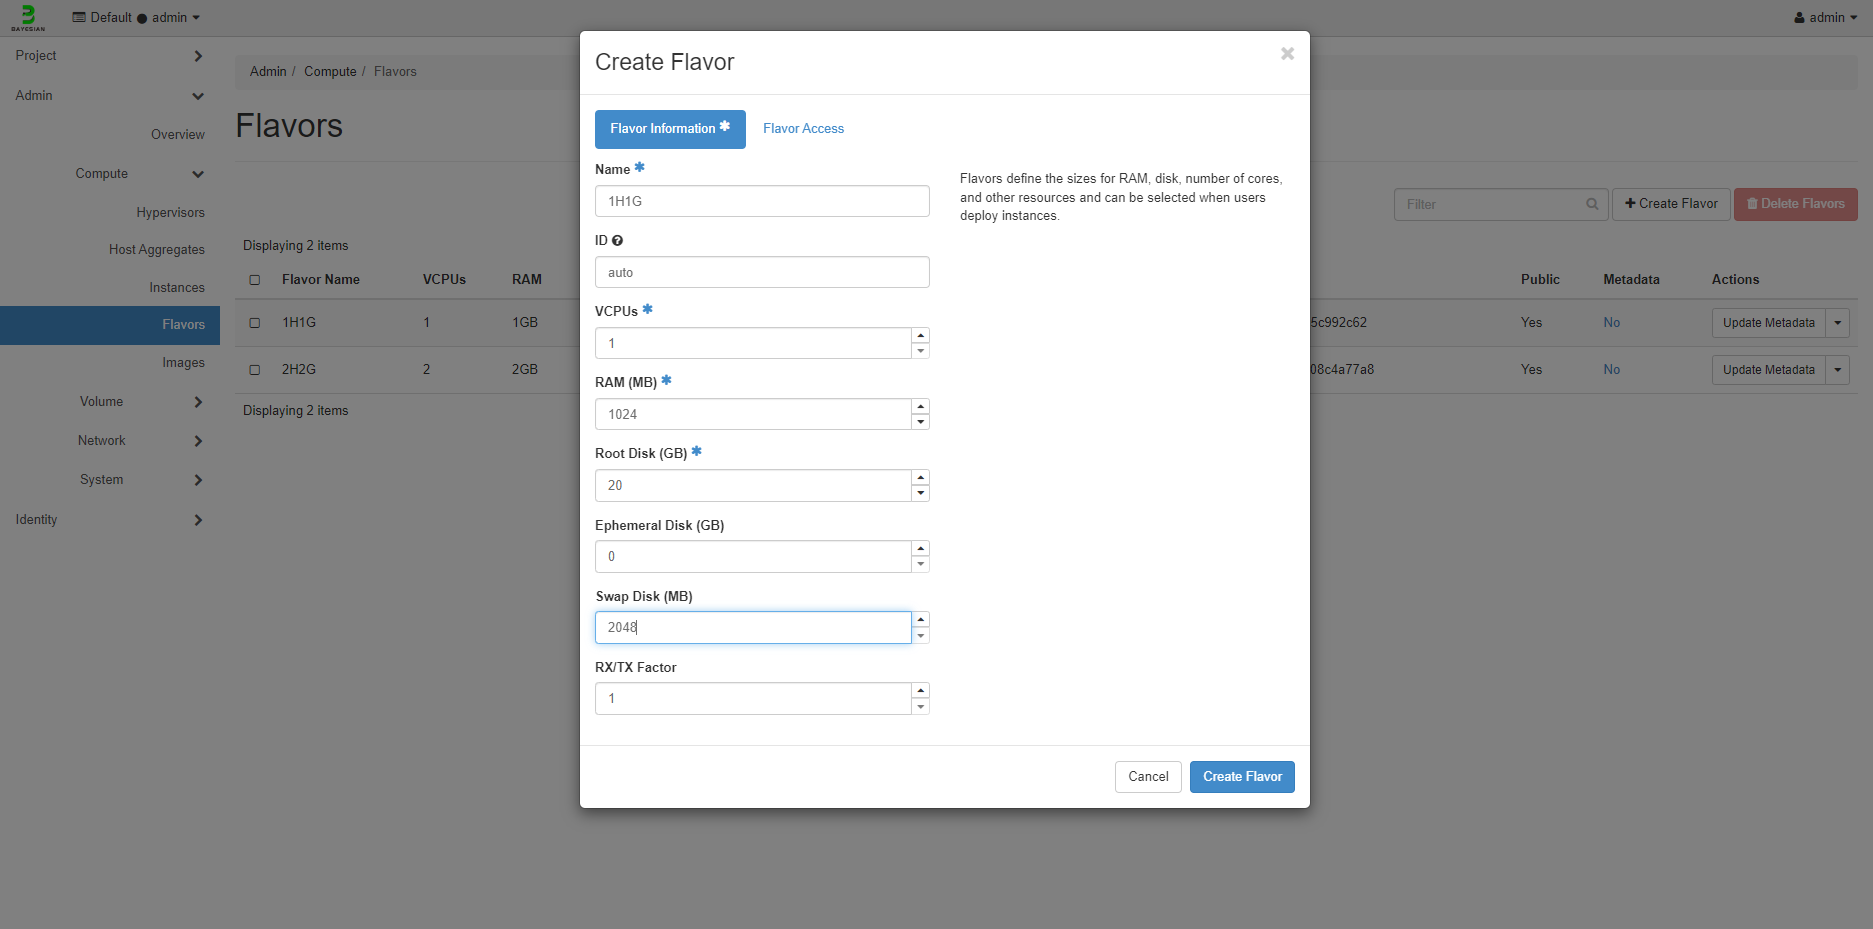 BAYESIAN
Default ● admin
admin
Project
Admin
Overview
Compute
Hypervisors
Host Aggregates
Instances
Flavors
Images
Volume
Network
System
Identity
Admin / Compute / Flavors
Flavors
Filter
Create Flavor
Delete Flavors
Displaying 2 items
Flavor Name VCPUs RAM Public Metadata Actions
1H1G 1 1GB 5c992c62 Yes No Update Metadata
2H2G 2 2GB 08c4a77a8 Yes No Update Metadata
Displaying 2 items
Create Flavor
Flavor Information *
Flavor Access
Name *
1H1G
ID
auto
VCPUs *
1
RAM (MB) *
1024
Root Disk (GB) *
20
Ephemeral Disk (GB)
0
Swap Disk (MB)
2048
RX/TX Factor
1
Flavors define the sizes for RAM, disk, number of cores,
and other resources and can be selected when users
deploy instances.
Cancel
Create Flavor